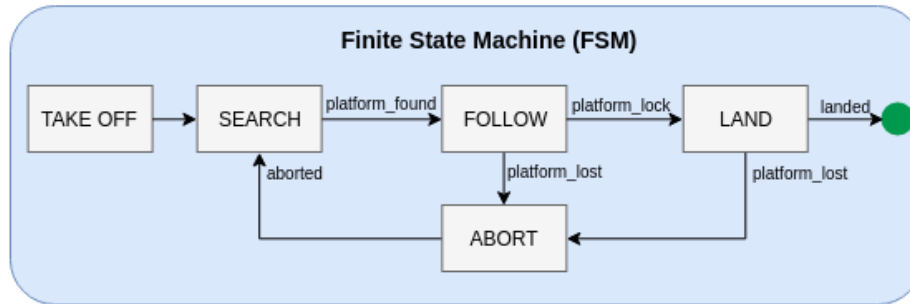 Finite State Machine (FSM)
TAKE OFF
SEARCH
platform_found
FOLLOW
platform_lock
LAND
landed
aborted
platform_lost
platform_lost
ABORT